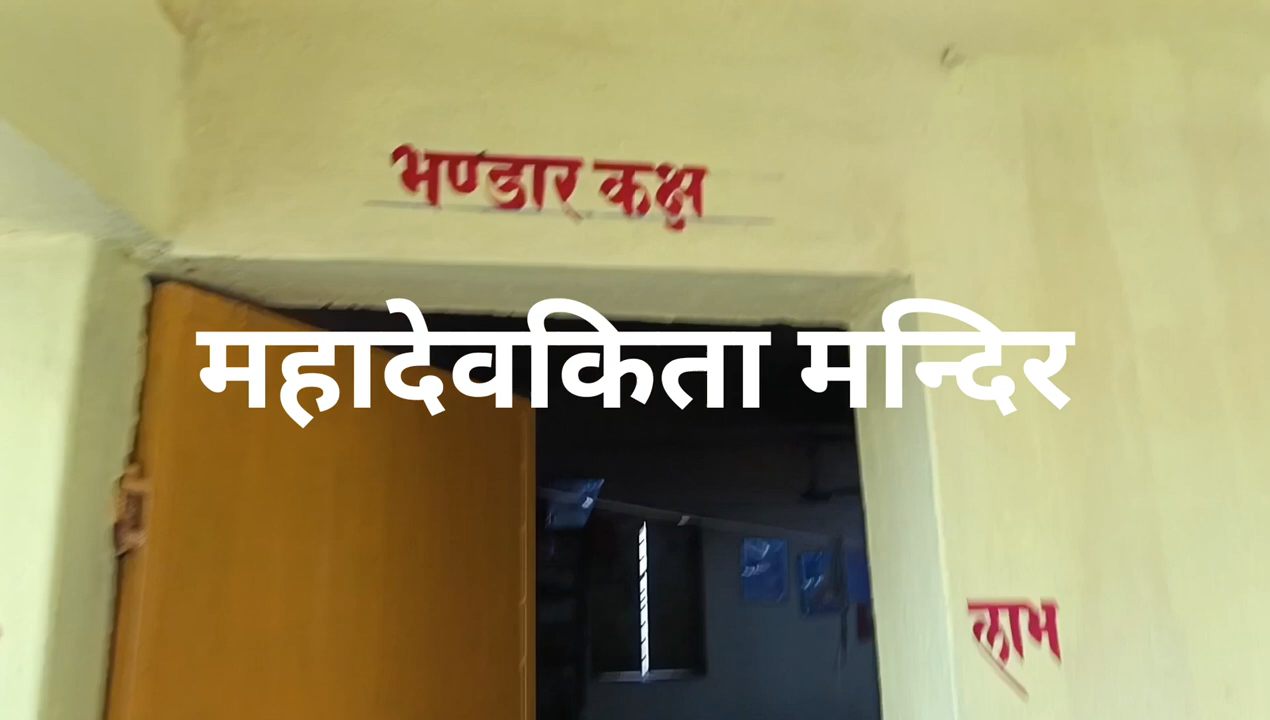 भण्डार कक्ष
महादेवकिता मन्दिर
लाभ